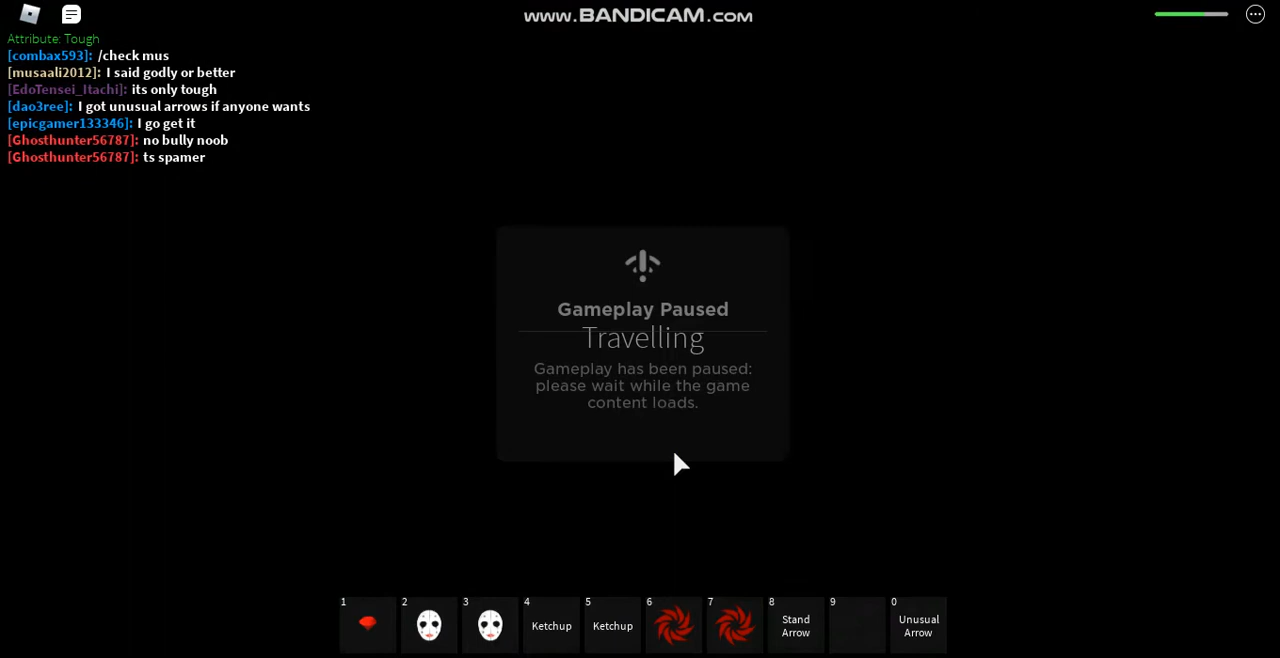 www.BANDICAM.com
Attribute: Tough
[combax593]: /check mus
[musaali2012]: I said godly or better
[EdoTensei_Itachi]: its only tough
[dao3ree]: I got unusual arrows if anyone wants
[epicgamer133346]: I go get it
[Ghosthunter56787]: no bully noob
[Ghosthunter56787]: ts spamer
Gameplay Paused
Travelling
Gameplay has been paused:
please wait while the game
content loads.
1 2 3 4 5 6 7 8 9 0
Ketchup Ketchup Stand Unusual
Arrow Arrow